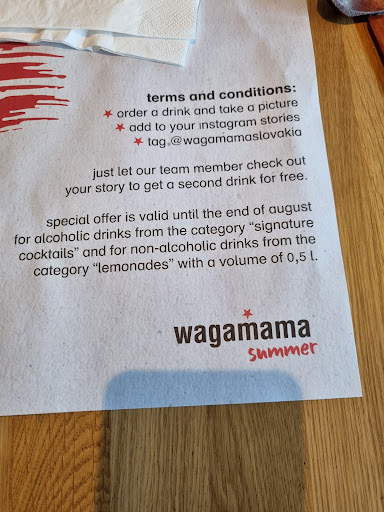 terms and conditions:
★ order a drink and take a picture
★ add to your instagram stories
★ tag @wagamamaslovakia
just let our team member check out
your story to get a second drink for free.
special offer is valid until the end of august
for alcoholic drinks from the category “signature
cocktails” and for non-alcoholic drinks from the
category “lemonades” with a volume of 0,5 l.
wagamama
summer